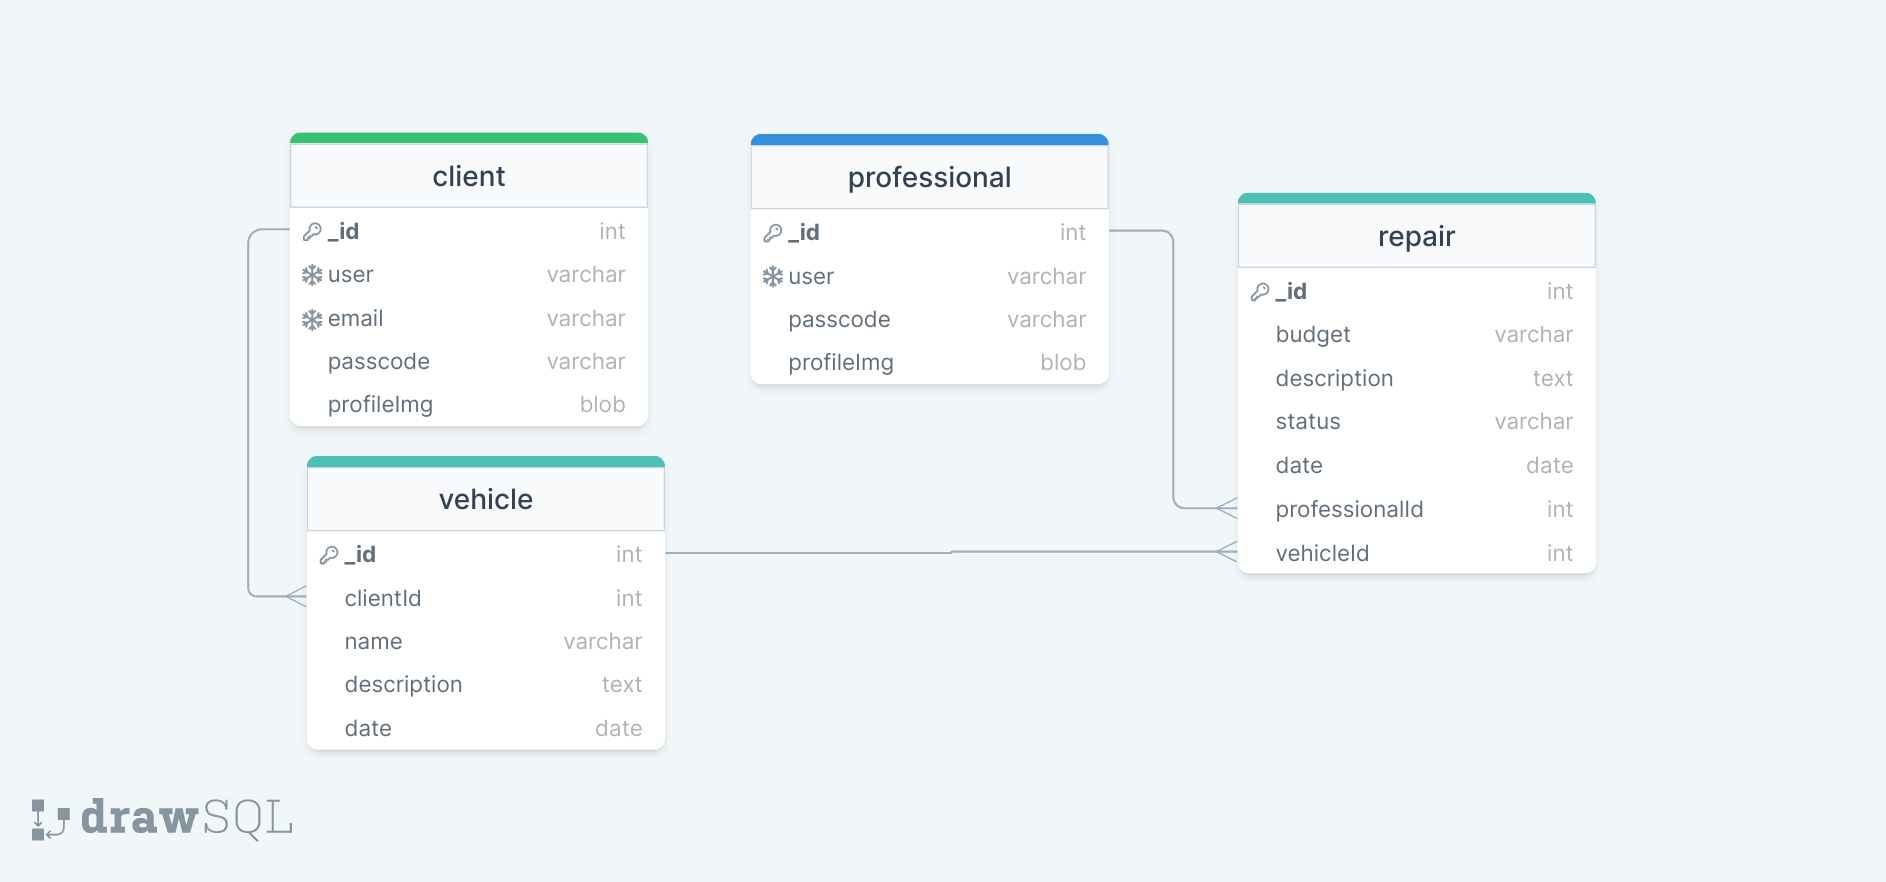 client
_id int
user varchar
email varchar
passcode varchar
profileImg blob
professional
_id int
user varchar
passcode varchar
profileImg blob
repair
_id int
budget varchar
description text
status varchar
date date
professionalId int
vehicleId int
vehicle
_id int
clientId int
name varchar
description text
date date
drawSQL